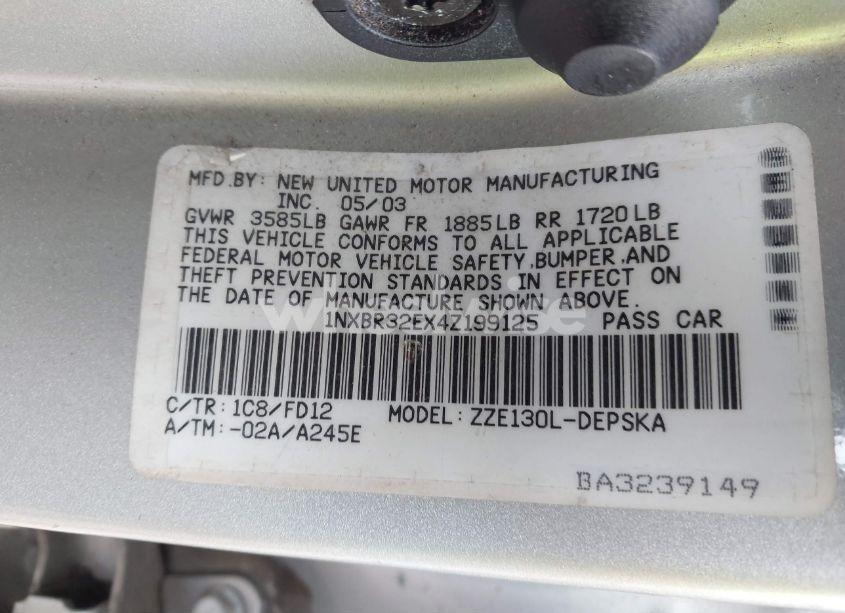 MFD.BY: NEW UNITED MOTOR MANUFACTURING
INC. 05/03
GVWR 3585LB GAWR FR 1885LB RR 1720LB
THIS VEHICLE CONFORMS TO ALL APPLICABLE
FEDERAL MOTOR VEHICLE SAFETY,BUMPER,AND
THEFT PREVENTION STANDARDS IN EFFECT ON
THE DATE OF MANUFACTURE SHOWN ABOVE.
1NXBR32EX4Z199125 PASS CAR
C/TR:1C8/FD12 MODEL:ZZE130L-DEPSKA
A/TM:-02A/A245E
BA3239149